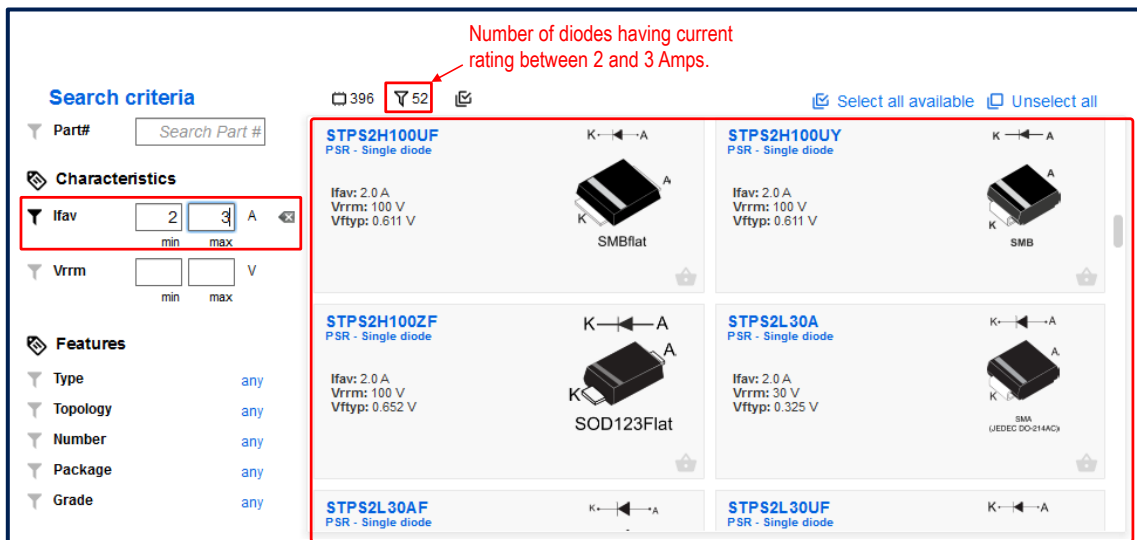 Number of diodes having current
rating between 2 and 3 Amps.
Search criteria
396 52
Select all available Unselect all
Part# Search Part #
Characteristics
Ifav 2 3 A
min max
Vrrm V
min max
Features
Type any
Topology any
Number any
Package any
Grade any
STPS2H100UF
PSR - Single diode
K A
Ifav: 2.0 A
Vrrm: 100 V
Vftyp: 0.611 V
A
K
SMBflat
STPS2H100UY
PSR - Single diode
K A
Ifav: 2.0 A
Vrrm: 100 V
Vftyp: 0.611 V
A
K
SMB
STPS2H100ZF
PSR - Single diode
K A
Ifav: 2.0 A
Vrrm: 100 V
Vftyp: 0.652 V
A
K
SOD123Flat
STPS2L30A
PSR - Single diode
K A
Ifav: 2.0 A
Vrrm: 30 V
Vftyp: 0.325 V
A
K
SMA
(JEDEC DO-214AC)
STPS2L30AF
PSR - Single diode
K A
STPS2L30UF
PSR - Single diode
K A